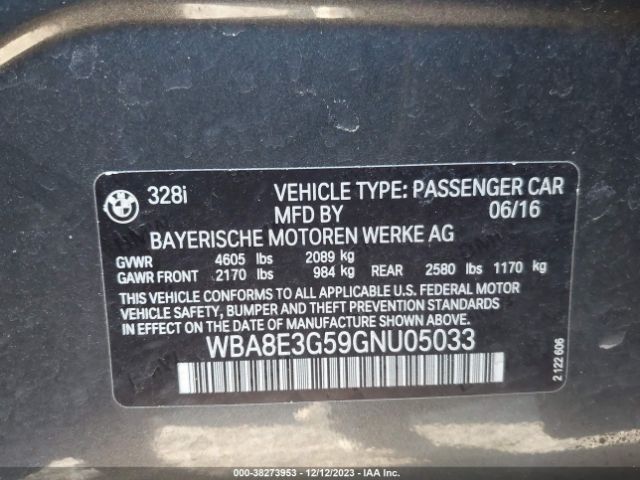 328i VEHICLE TYPE: PASSENGER CAR
MFD BY 06/16
BAYERISCHE MOTOREN WERKE AG
GVWR 4605 lbs 2089 kg
GAWR FRONT 2170 lbs 984 kg REAR 2580 lbs 1170 kg
THIS VEHICLE CONFORMS TO ALL APPLICABLE U.S. FEDERAL MOTOR
VEHICLE SAFETY, BUMPER AND THEFT PREVENTION STANDARDS
IN EFFECT ON THE DATE OF MANUFACTURE SHOWN ABOVE.
WBA8E3G59GNU05033
2 122 606
000-38273953 - 12/12/2023 - IAA Inc.